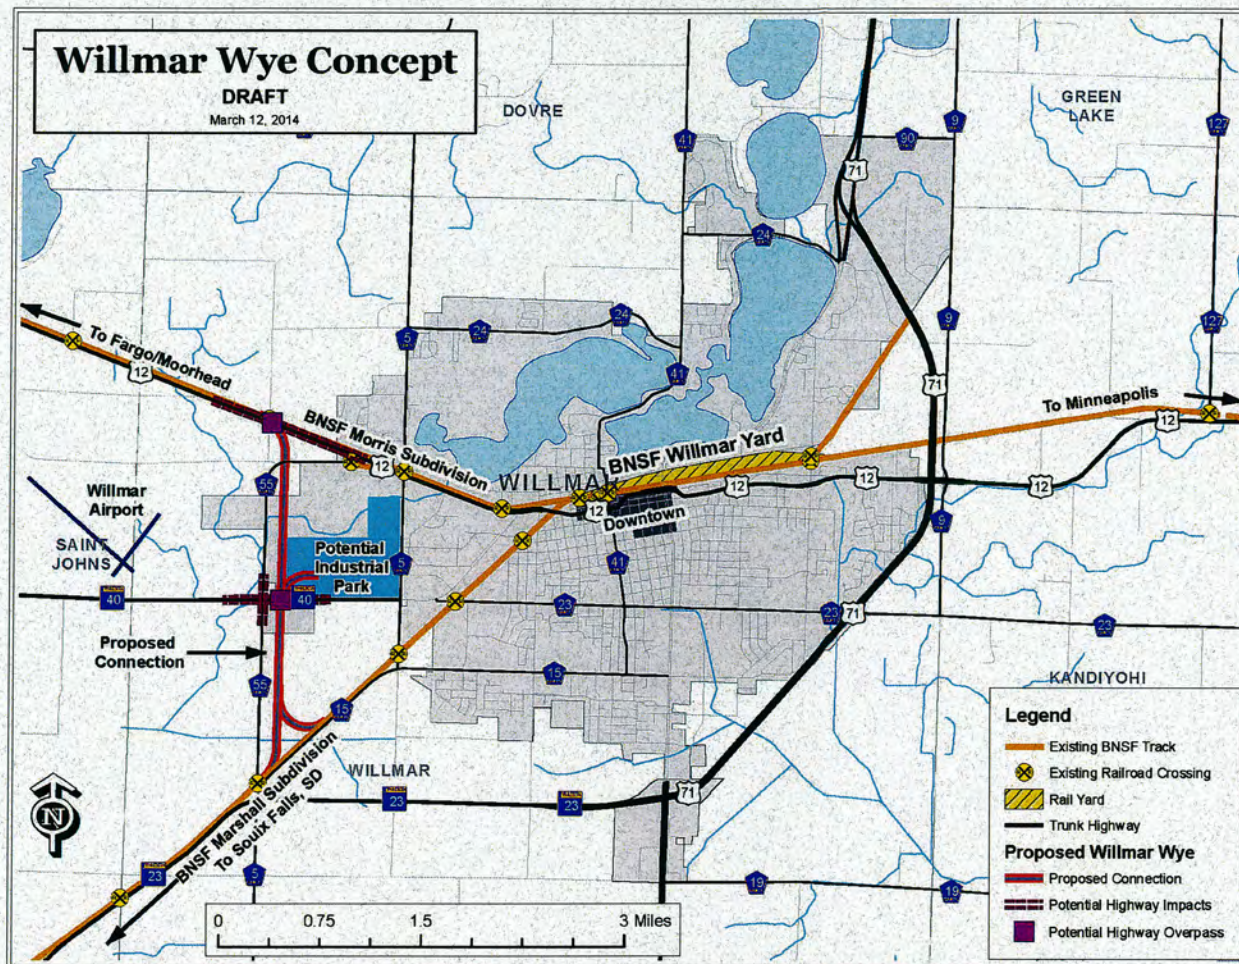 Willmar Wye Concept
DRAFT
March 12, 2014
DOVRE
GREEN
LAKE
41
9
90
127
71
24
5
24
24
9
127
41
71
To Fargo/Moorhead
12
To Minneapolis
12
BNSF Morris Subdivision
12
BNSF Willmar Yard
WILLMAR
55
12
12
12
12
Downtown
9
Willmar
Airport
SAINT
JOHNS
Potential
Industrial
Park
5
41
40
40
23
23
71
23
Proposed
Connection
15
55
15
KANDIYOHI
WILLMAR
BNSF Marshall Subdivision
To Souix Falls, SD
23
23
71
N
23
5
19
19
0 0.75 1.5 3 Miles
Legend
Existing BNSF Track
Existing Railroad Crossing
Rail Yard
Trunk Highway
Proposed Willmar Wye
Proposed Connection
Potential Highway Impacts
Potential Highway Overpass